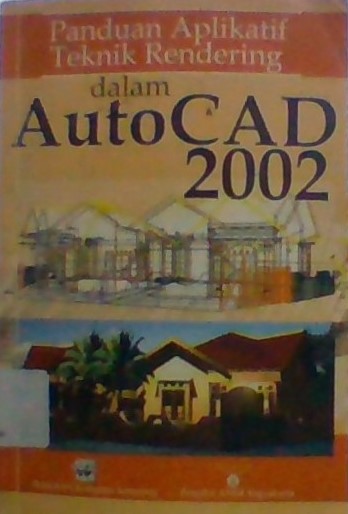 Panduan Aplikatif
Teknik Rendering
dalam
AutoCAD
2002